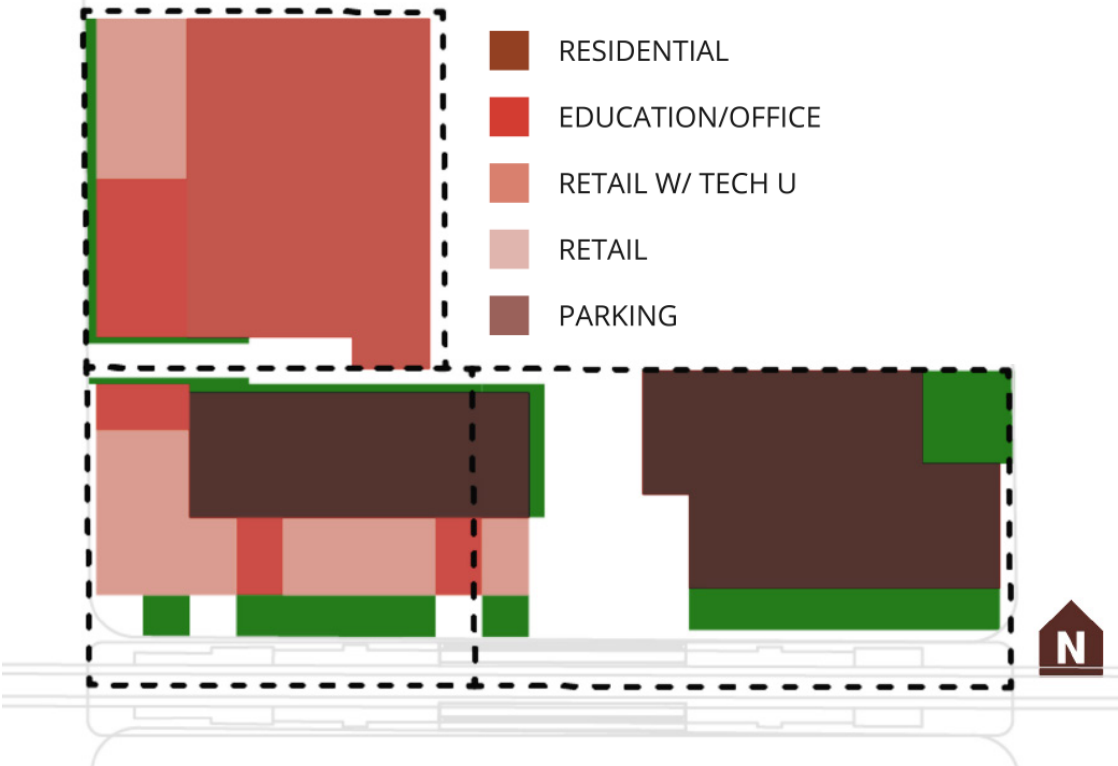 RESIDENTIAL
EDUCATION/OFFICE
RETAIL W/ TECH U
RETAIL
PARKING
N